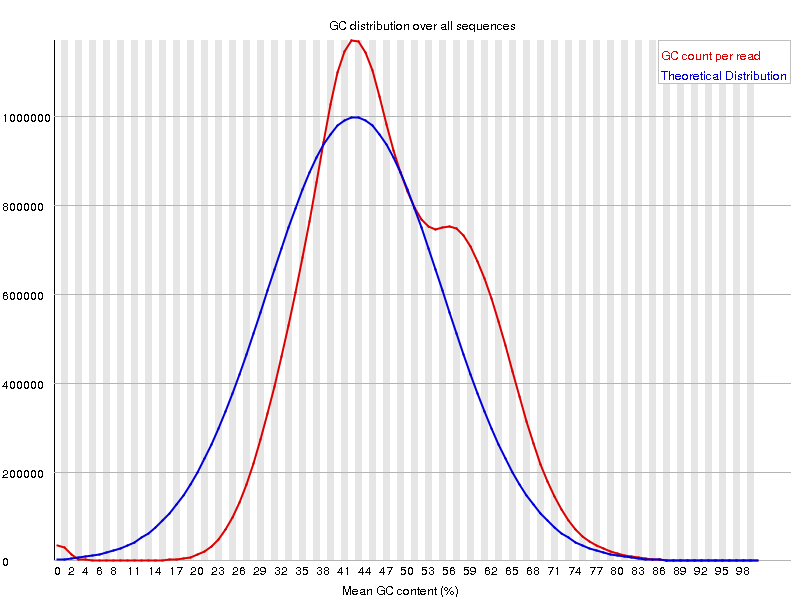 GC distribution over all sequences
GC count per read
Theoretical Distribution
1000000
800000
600000
400000
200000
0
0 2 4 6 8 11 14 17 20 23 26 29 32 35 38 41 44 47 50 53 56 59 62 65 68 71 74 77 80 83 86 89 92 95 98
Mean GC content (%)